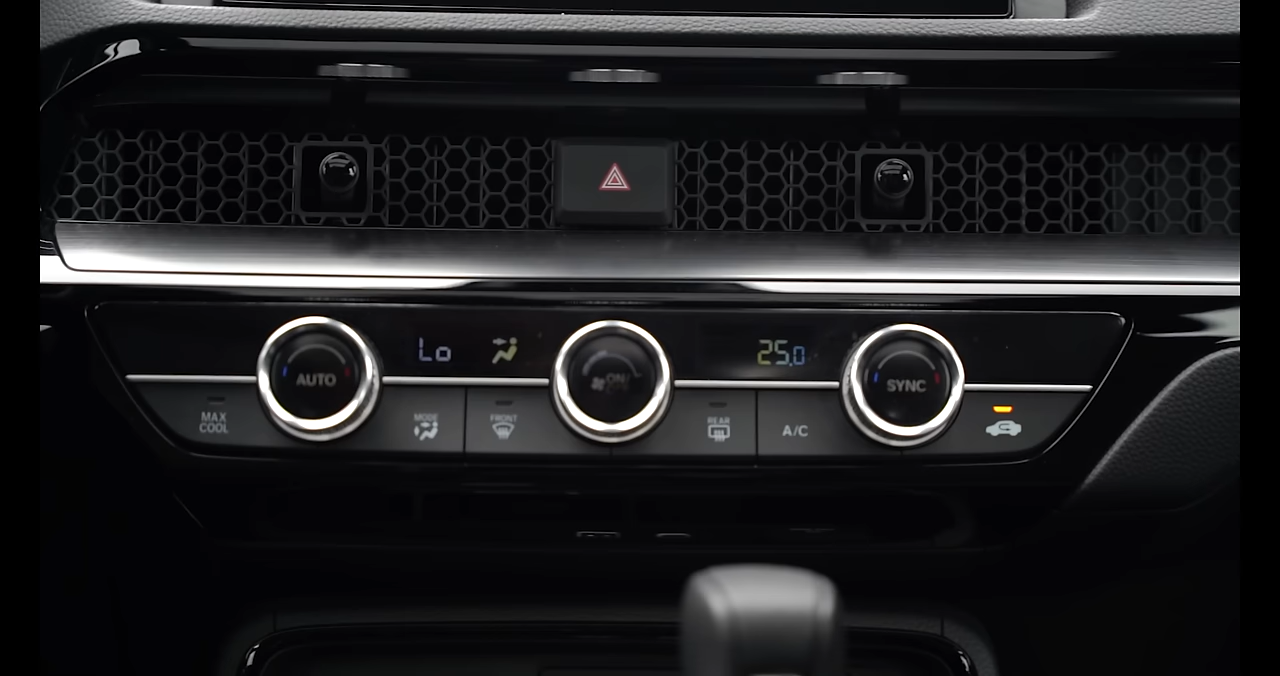 Lo
25.0
AUTO
ON/
SYNC
MAX
COOL
MODE
FRONT
REAR
A/C